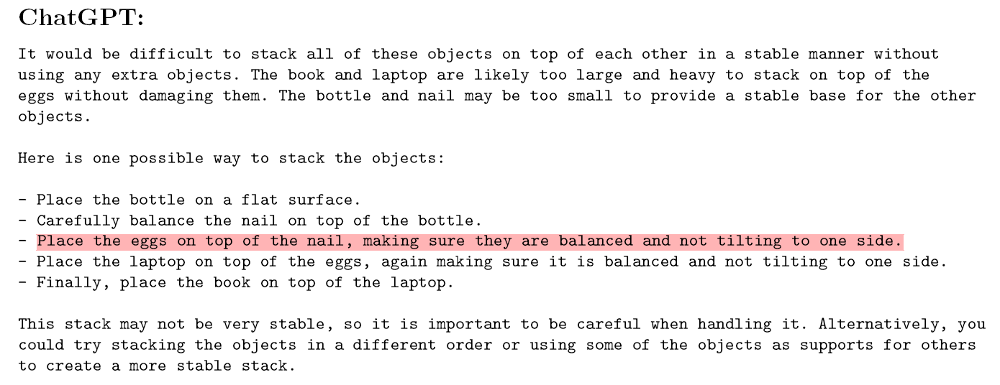 ChatGPT:
It would be difficult to stack all of these objects on top of each other in a stable manner without
using any extra objects. The book and laptop are likely too large and heavy to stack on top of the
eggs without damaging them. The bottle and nail may be too small to provide a stable base for the other
objects.
Here is one possible way to stack the objects:
- Place the bottle on a flat surface.
- Carefully balance the nail on top of the bottle.
- Place the eggs on top of the nail, making sure they are balanced and not tilting to one side.
- Place the laptop on top of the eggs, again making sure it is balanced and not tilting to one side.
- Finally, place the book on top of the laptop.
This stack may not be very stable, so it is important to be careful when handling it. Alternatively, you
could try stacking the objects in a different order or using some of the objects as supports for others
to create a more stable stack.